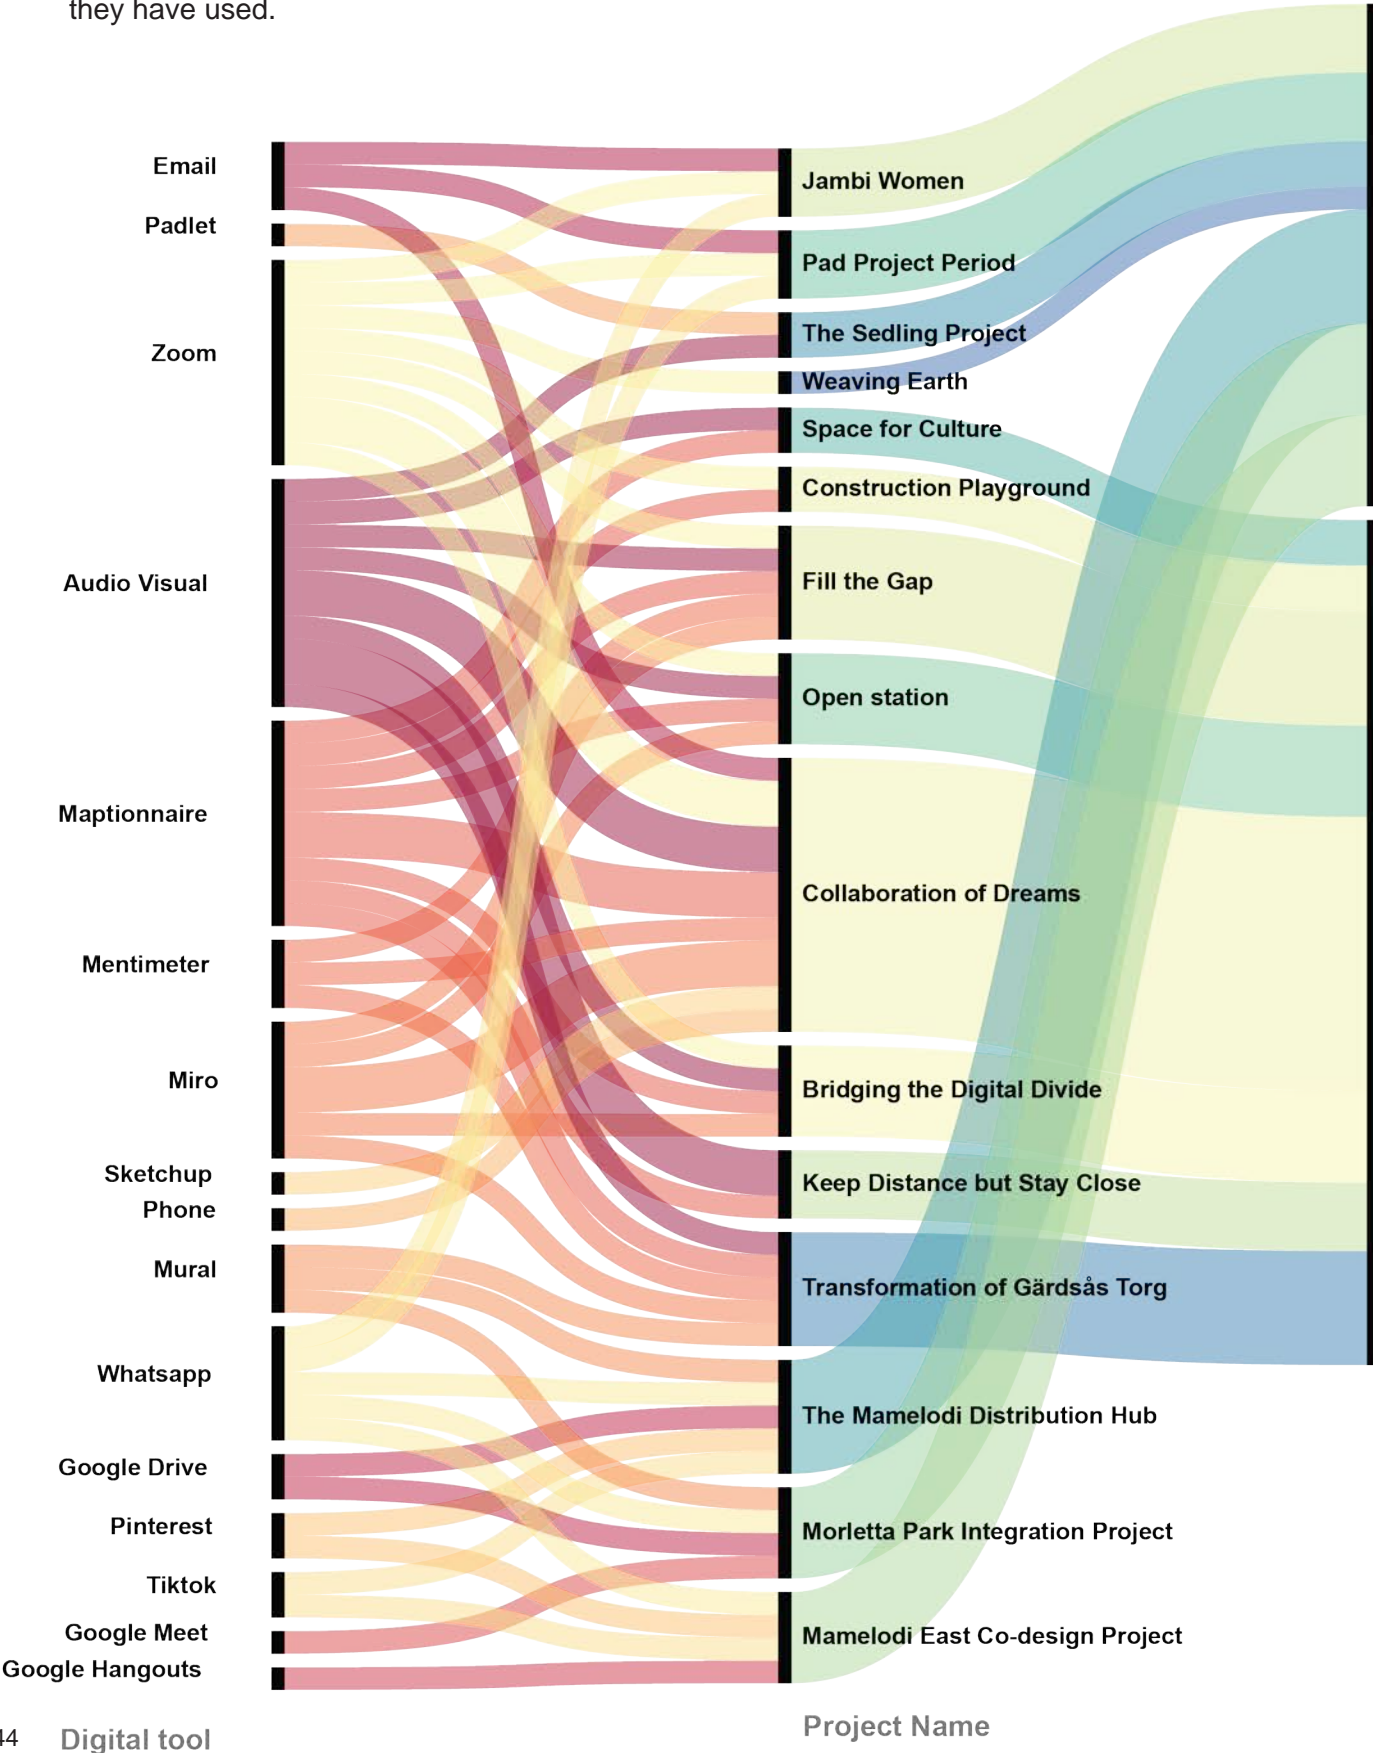 they have used.
Email
Padlet
Zoom
Audio Visual
Maptionnaire
Mentimeter
Miro
Sketchup
Phone
Mural
Whatsapp
Google Drive
Pinterest
Tiktok
Google Meet
Google Hangouts
Jambi Women
Pad Project Period
The Sedling Project
Weaving Earth
Space for Culture
Construction Playground
Fill the Gap
Open station
Collaboration of Dreams
Bridging the Digital Divide
Keep Distance but Stay Close
Transformation of Gärdsås Torg
The Mamelodi Distribution Hub
Morletta Park Integration Project
Mamelodi East Co-design Project
44
Digital tool
Project Name